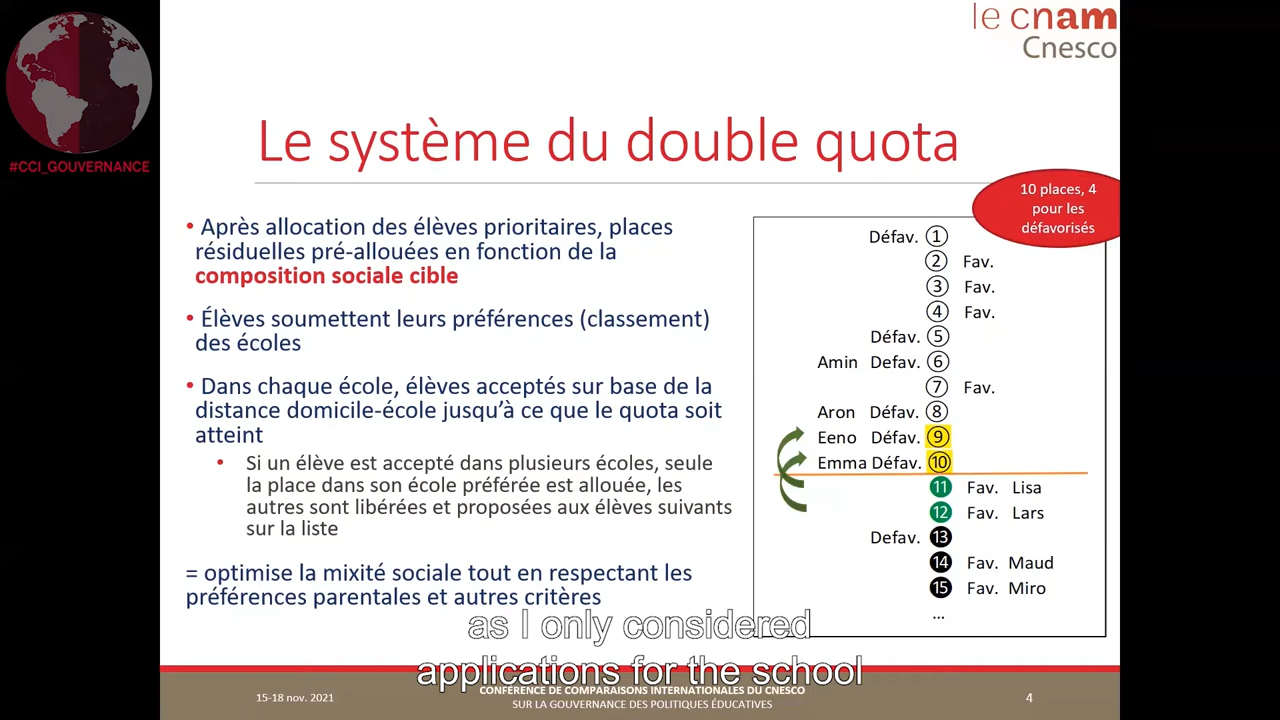 le cnam
Cnesco
#CCI_GOUVERNANCE
Le système du double quota
10 places, 4
pour les
défavorisés
• Après allocation des élèves prioritaires, places
résiduelles pré-allouées en fonction de la
composition sociale cible
• Élèves soumettent leurs préférences (classement)
des écoles
• Dans chaque école, élèves acceptés sur base de la
distance domicile-école jusqu’à ce que le quota soit
atteint
• Si un élève est accepté dans plusieurs écoles, seule
la place dans son école préférée est allouée, les
autres sont libérées et proposées aux élèves suivants
sur la liste
= optimise la mixité sociale tout en respectant les
préférences parentales et autres critères
Défav. ①
② Fav.
③ Fav.
④ Fav.
Défav. ⑤
Amin Defav. ⑥
⑦ Fav.
Aron Défav. ⑧
Eeno Défav. ⑨
Emma Défav. ⑩
⓫ Fav. Lisa
⓬ Fav. Lars
Defav. ⓭
⓮ Fav. Maud
⓯ Fav. Miro
...
as I only considered
applications for the school
15-18 nov. 2021
CONFÉRENCE DE COMPARAISONS INTERNATIONALES DU CNESCO
SUR LA GOUVERNANCE DES POLITIQUES ÉDUCATIVES
4